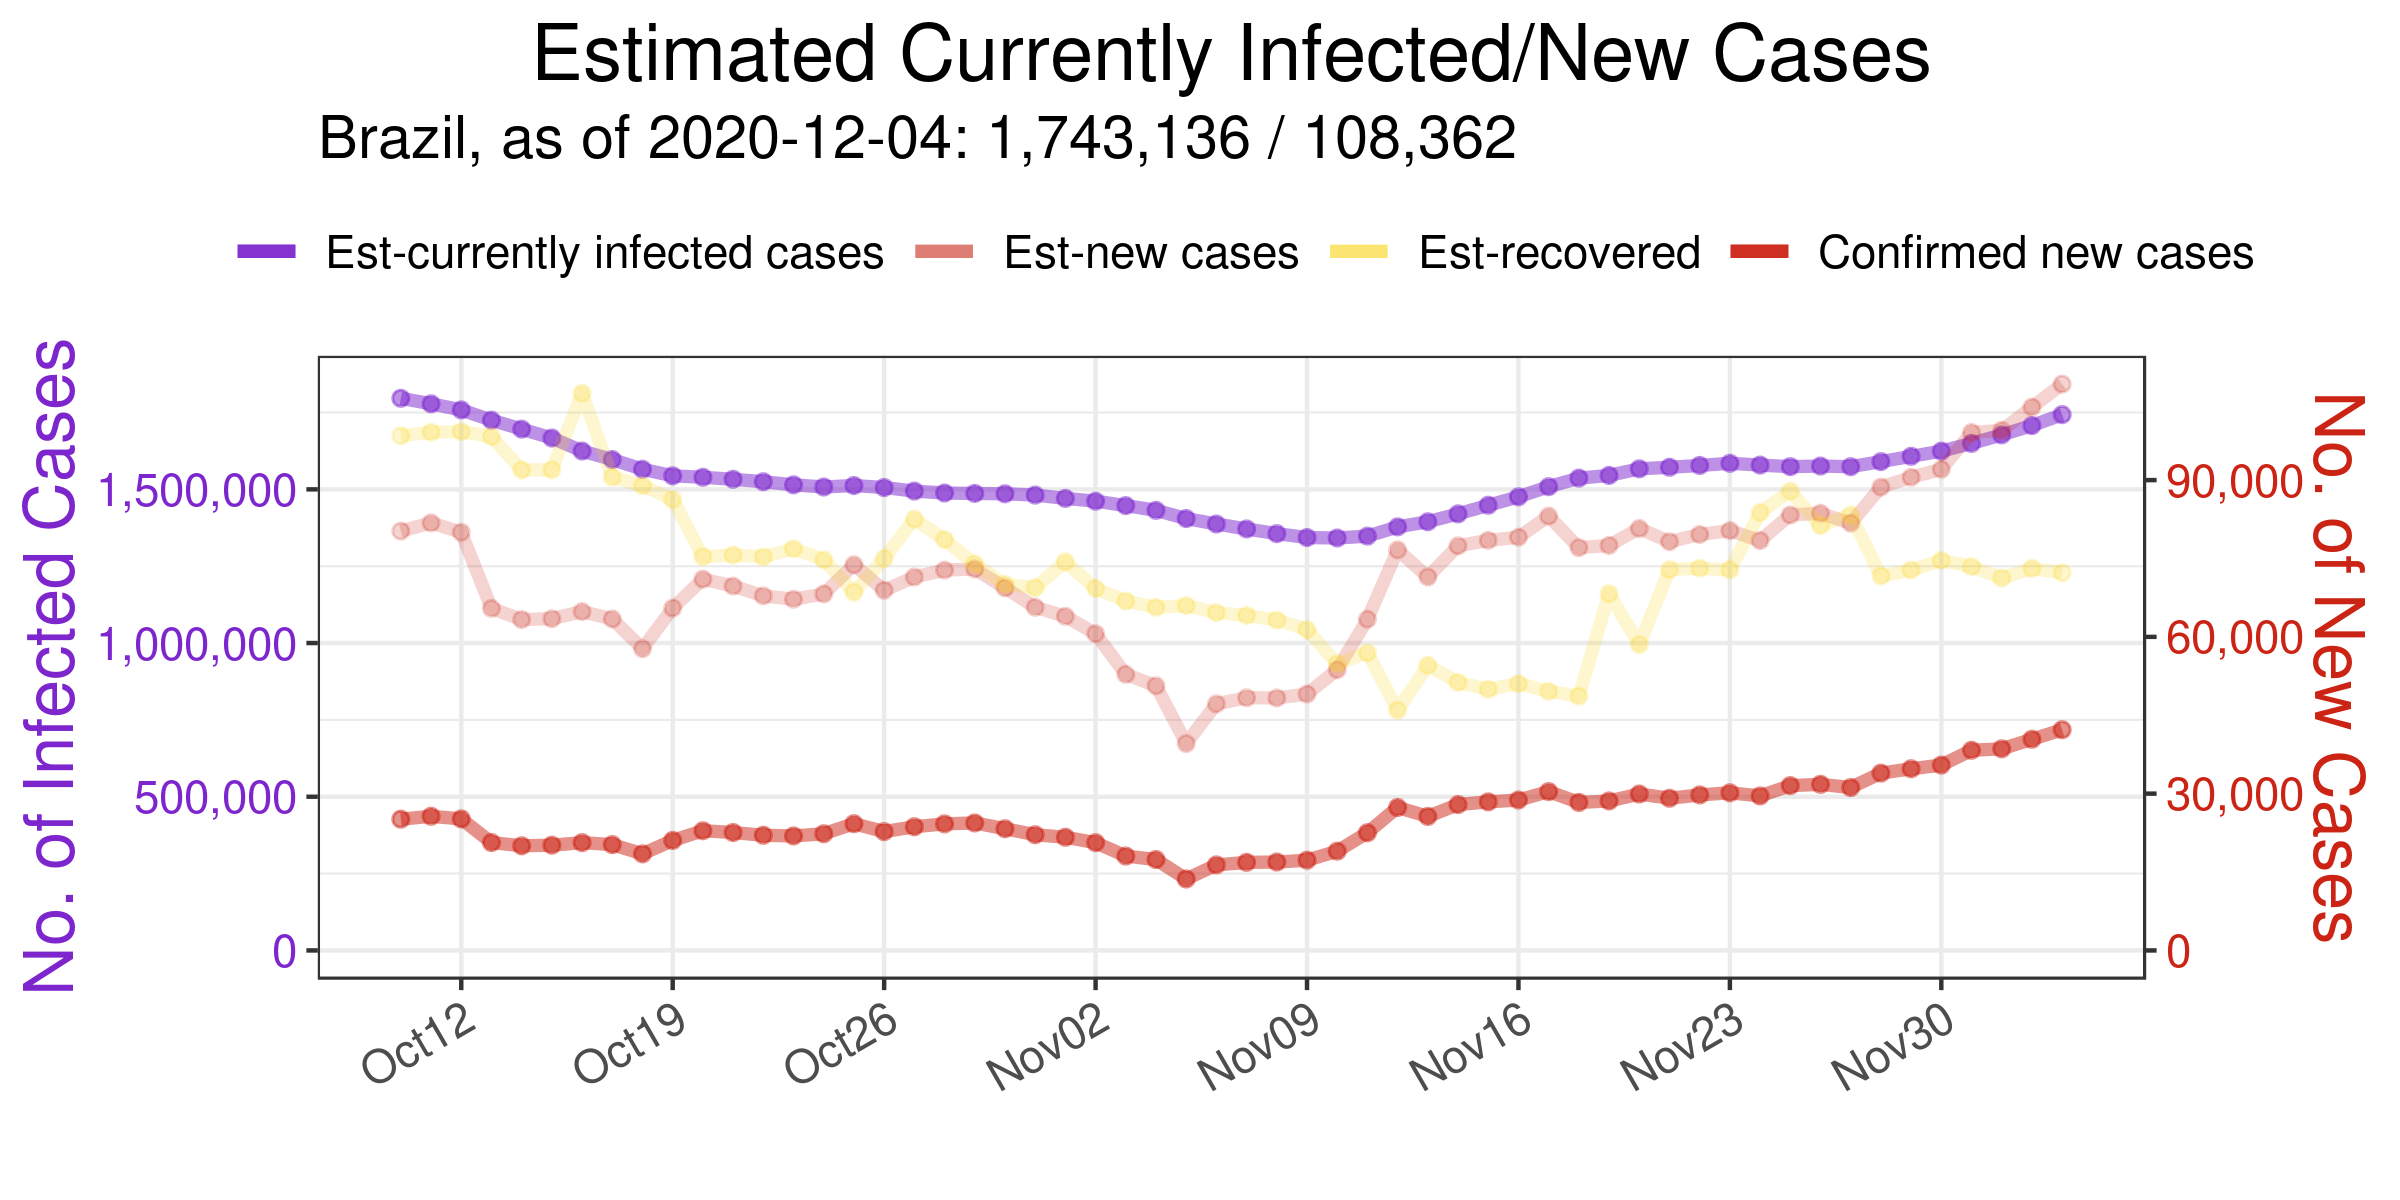 Estimated Currently Infected/New Cases
Brazil, as of 2020-12-04: 1,743,136 / 108,362
Est-currently infected cases Est-new cases Est-recovered Confirmed new cases
No. of Infected Cases
1,500,000
1,000,000
500,000
0
90,000
60,000
30,000
0
No. of New Cases
Oct12 Oct19 Oct26 Nov02 Nov09 Nov16 Nov23 Nov30